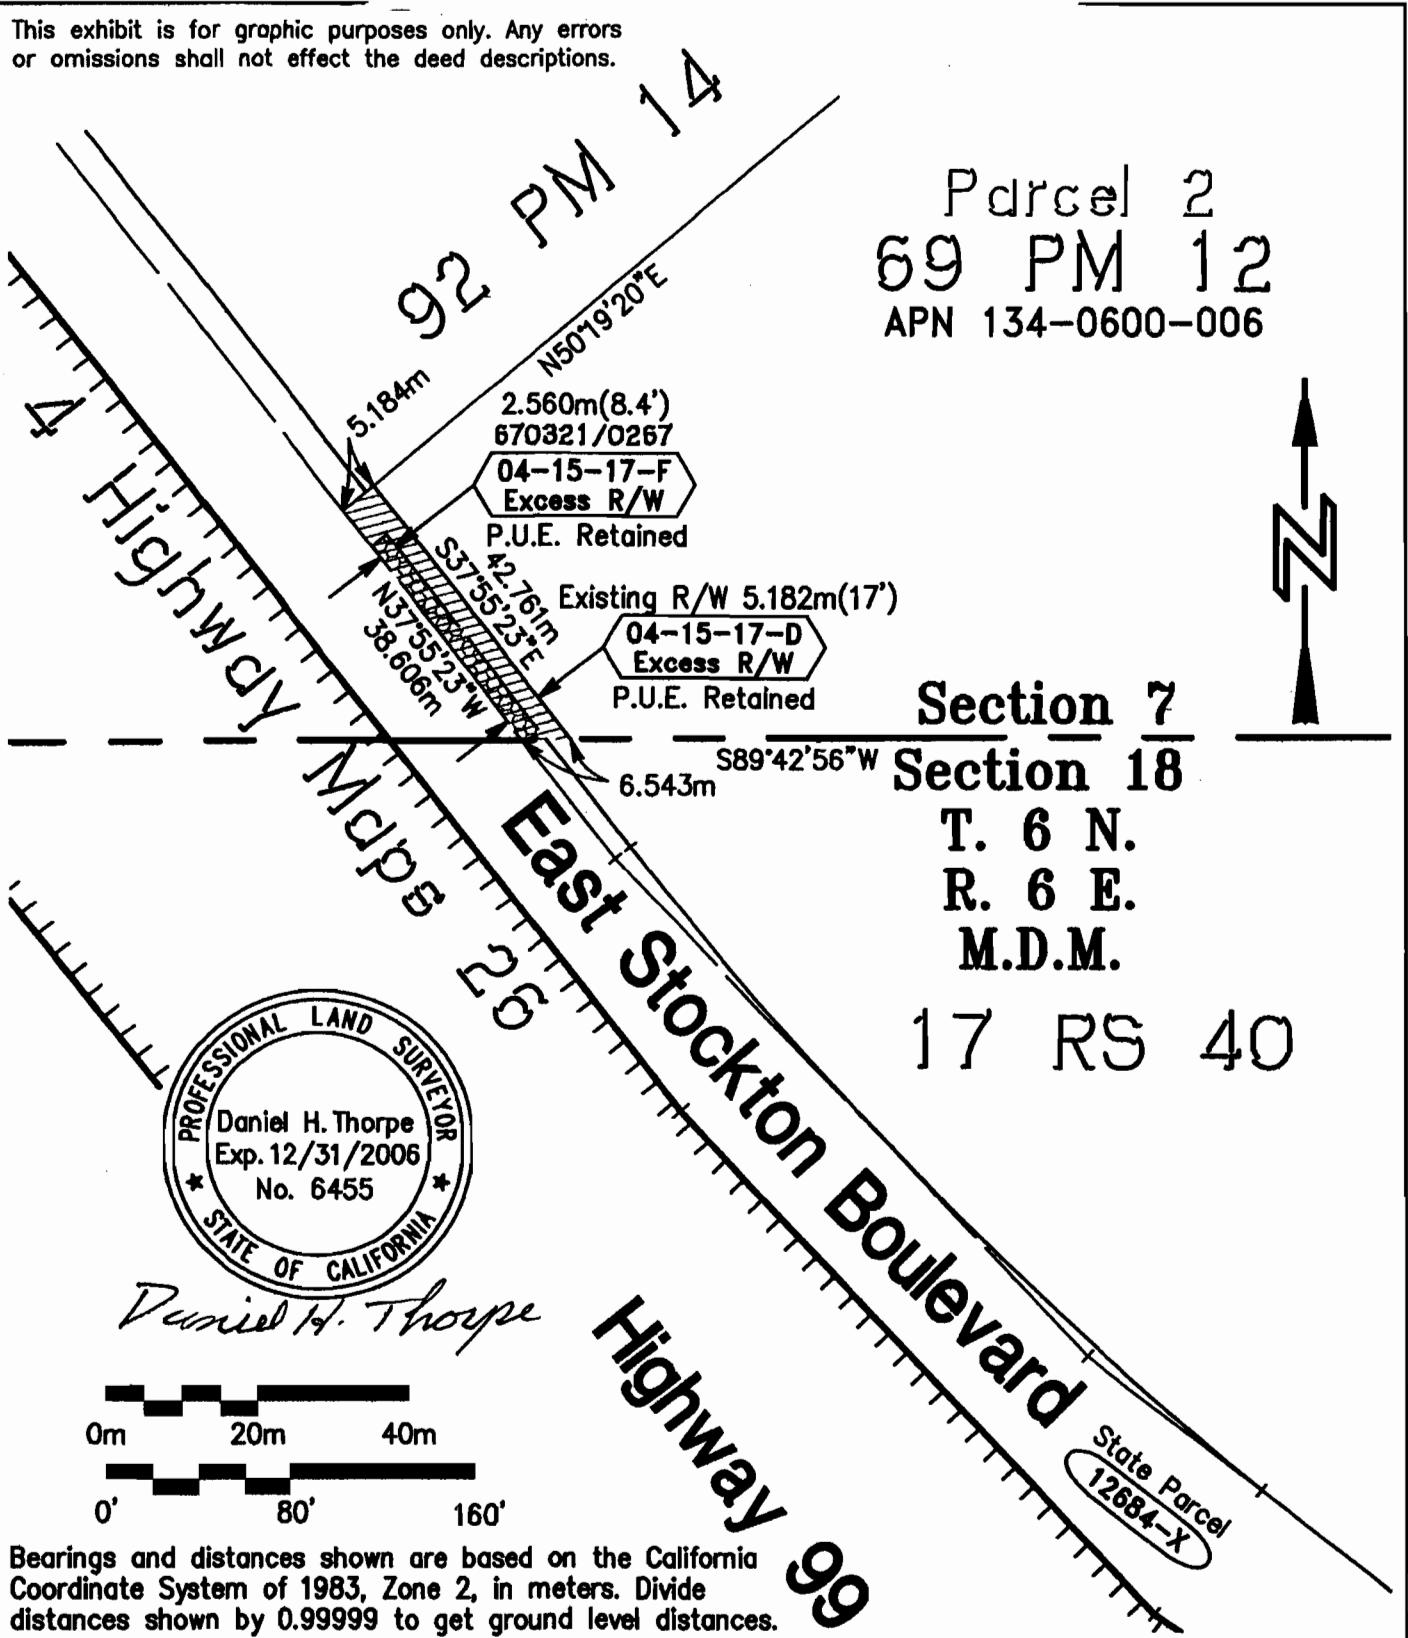 This exhibit is for graphic purposes only. Any errors
or omissions shall not effect the deed descriptions.
92 PM 14
Parcel 2
69 PM 12
APN 134-0600-006
N50°19'20"E
5.184m
2.560m(8.4')
670321/0267
04-15-17-F
Excess R/W
P.U.E. Retained
S37°55'23"E
42.761m
Existing R/W 5.182m(17')
04-15-17-D
Excess R/W
P.U.E. Retained
N37°55'23"W
38.606m
4 Highway Maps 26
Section 7
S89°42'56"W
Section 18
6.543m
T. 6 N.
R. 6 E.
M.D.M.
17 RS 40
East Stockton Boulevard
PROFESSIONAL LAND SURVEYOR
Daniel H. Thorpe
Exp. 12/31/2006
No. 6455
STATE OF CALIFORNIA
Daniel H. Thorpe
Highway 99
State Parcel
12684-X
0m 20m 40m
0' 80' 160'
Bearings and distances shown are based on the California
Coordinate System of 1983, Zone 2, in meters. Divide
distances shown by 0.99999 to get ground level distances.